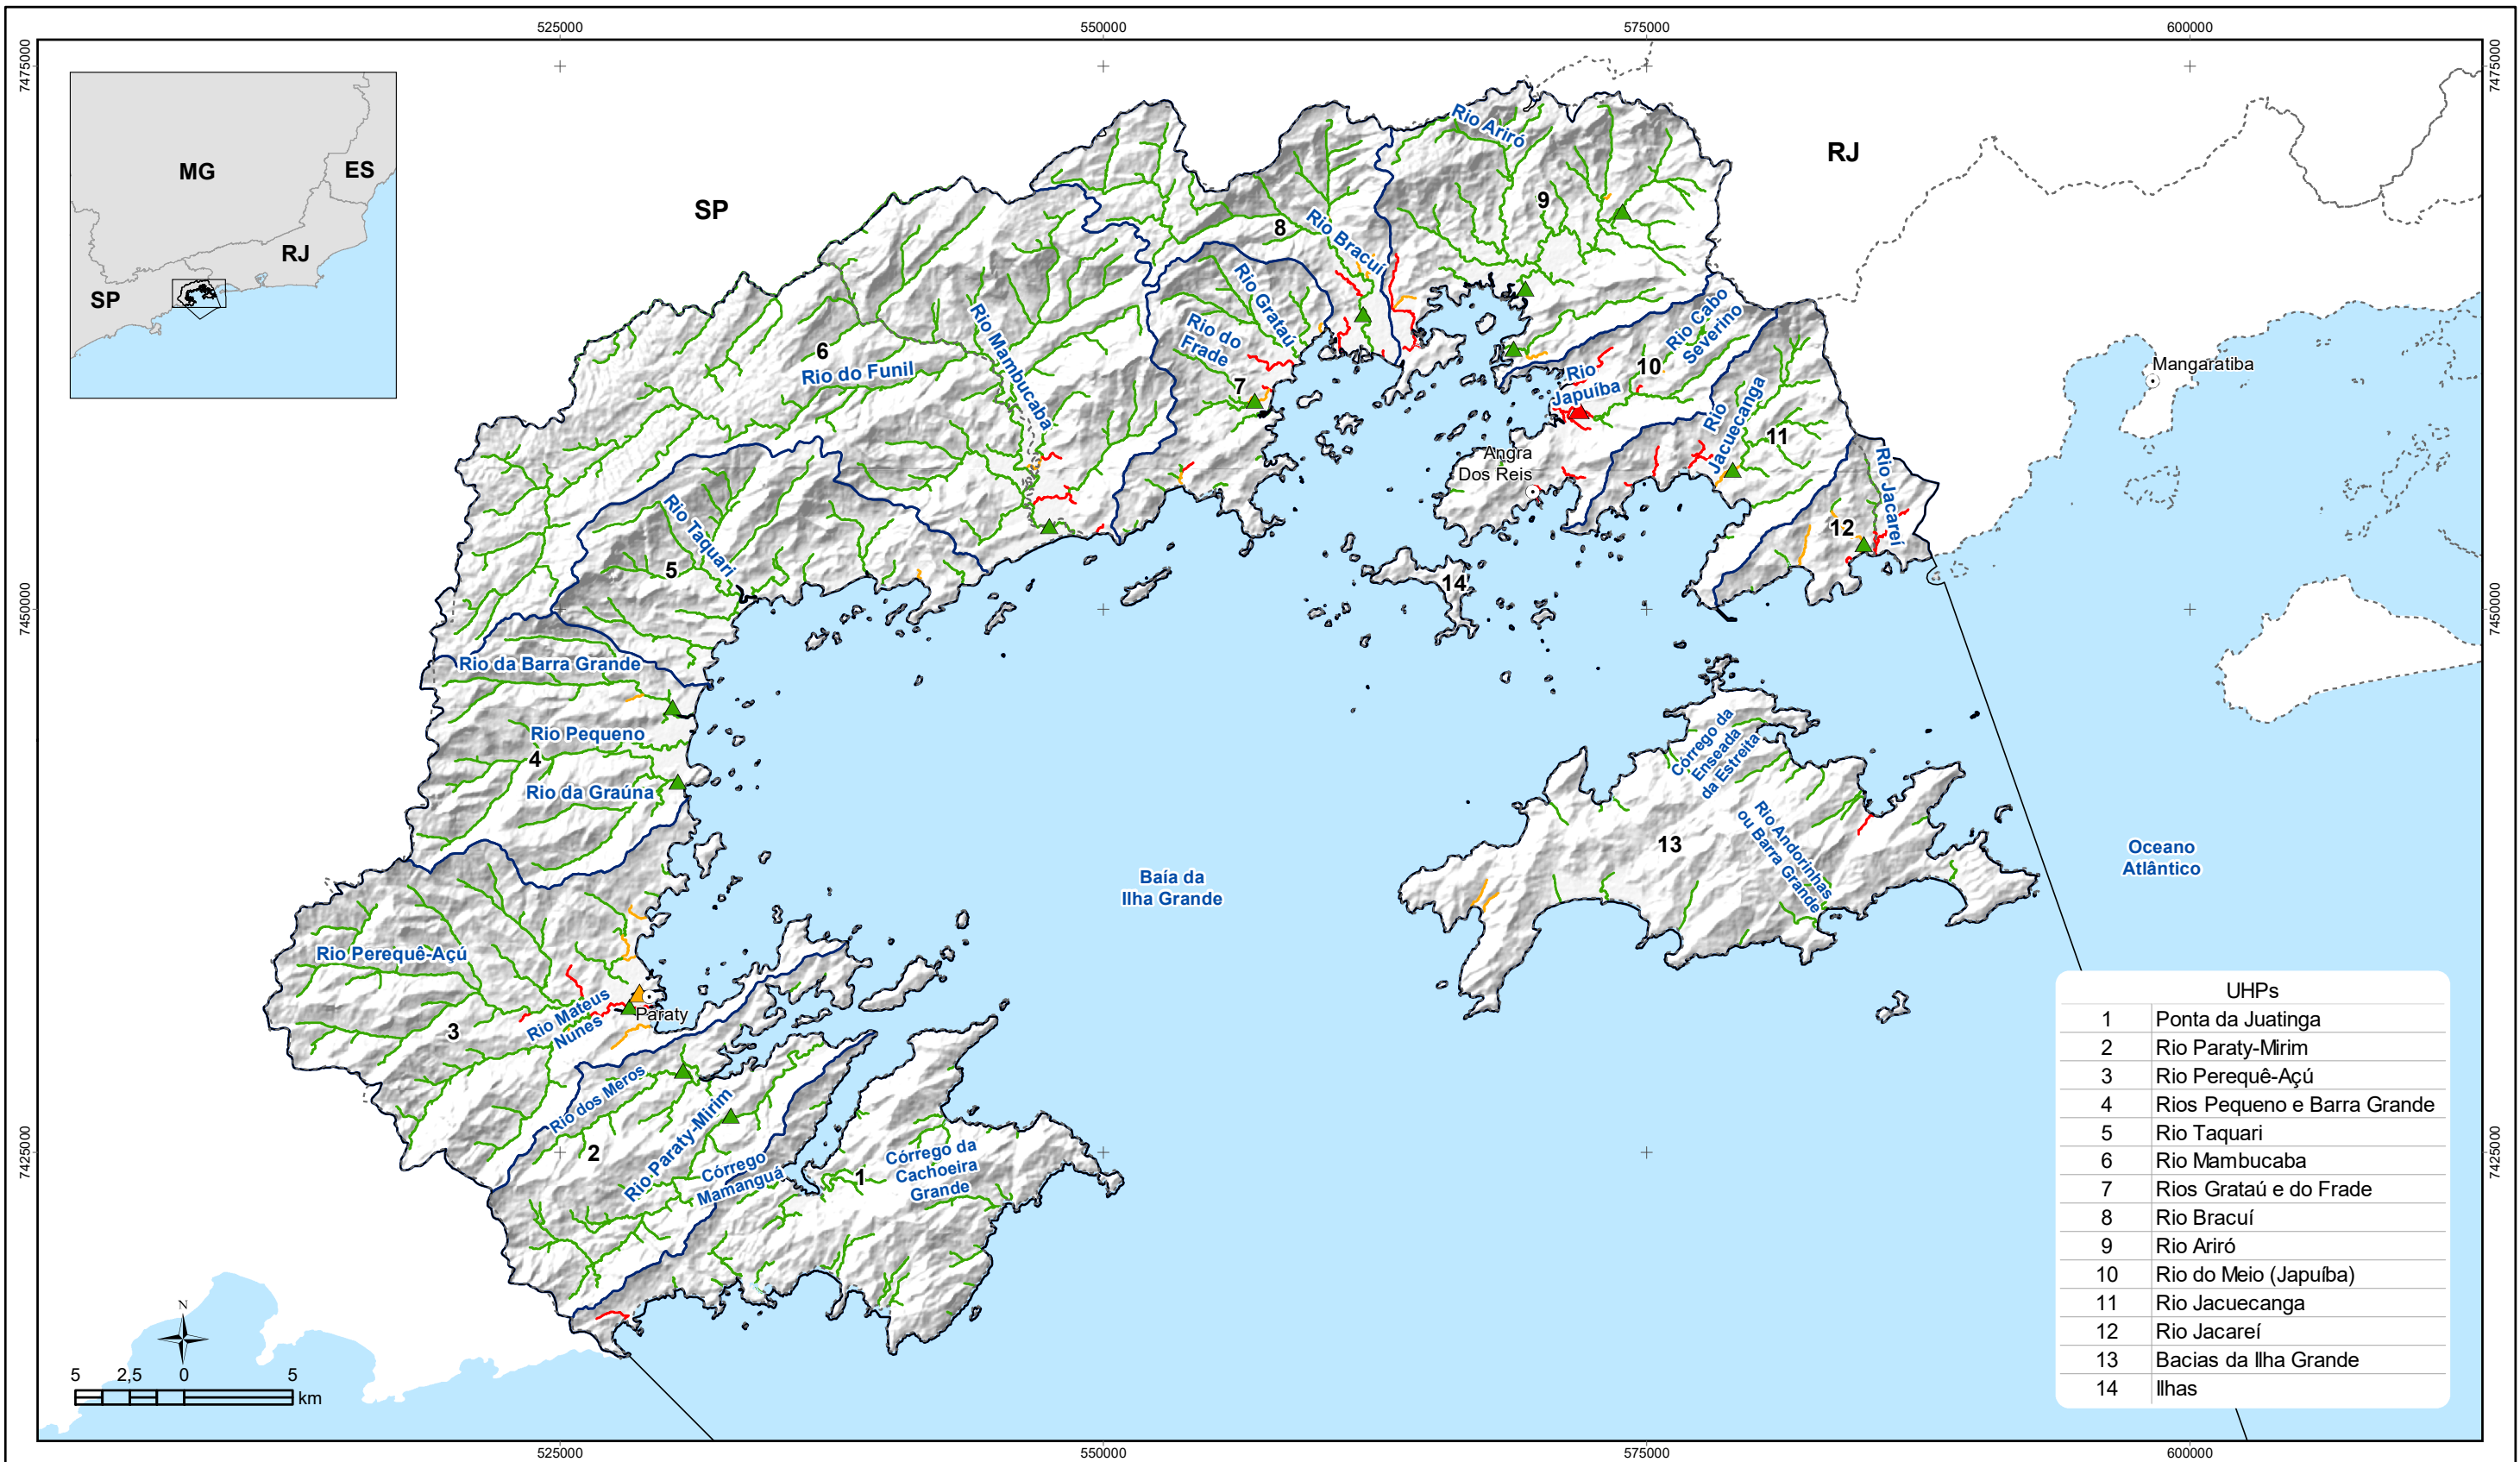 525000
550000
575000
600000
7475000
7475000
MG
ES
RJ
SP
SP
RJ
Rio Ariró
9
8
Rio Bracuí
Rio Grataú
Rio do
Frade
7
Rio Mambucaba
6
Rio do Funil
Rio Cabo
Severino
10
Rio
Japuíba
Rio
Jacuecanga
11
Mangaratiba
Angra
Dos Reis
Rio Jacareí
12
Rio Taquari
5
14
7450000
7450000
Rio da Barra Grande
Rio Pequeno
4
Rio da Graúna
Córrego da
Enseada
da Estreita
13
Rio Andorinhas
ou Barra Grande
Baía da
Ilha Grande
Oceano
Atlântico
Rio Perequê-Açú
Rio Mateus
Nunes
Paraty
3
Rio dos Meros
2
Rio Paraty-Mirim
Córrego
Mamanguá
1
Córrego da
Cachoeira
Grande
7425000
7425000
UHPs
1 Ponta da Juatinga
2 Rio Paraty-Mirim
3 Rio Perequê-Açú
4 Rios Pequeno e Barra Grande
5 Rio Taquari
6 Rio Mambucaba
7 Rios Grataú e do Frade
8 Rio Bracuí
9 Rio Ariró
10 Rio do Meio (Japuíba)
11 Rio Jacuecanga
12 Rio Jacareí
13 Bacias da Ilha Grande
14 Ilhas
N
5 2,5 0 5
km
525000
550000
575000
600000